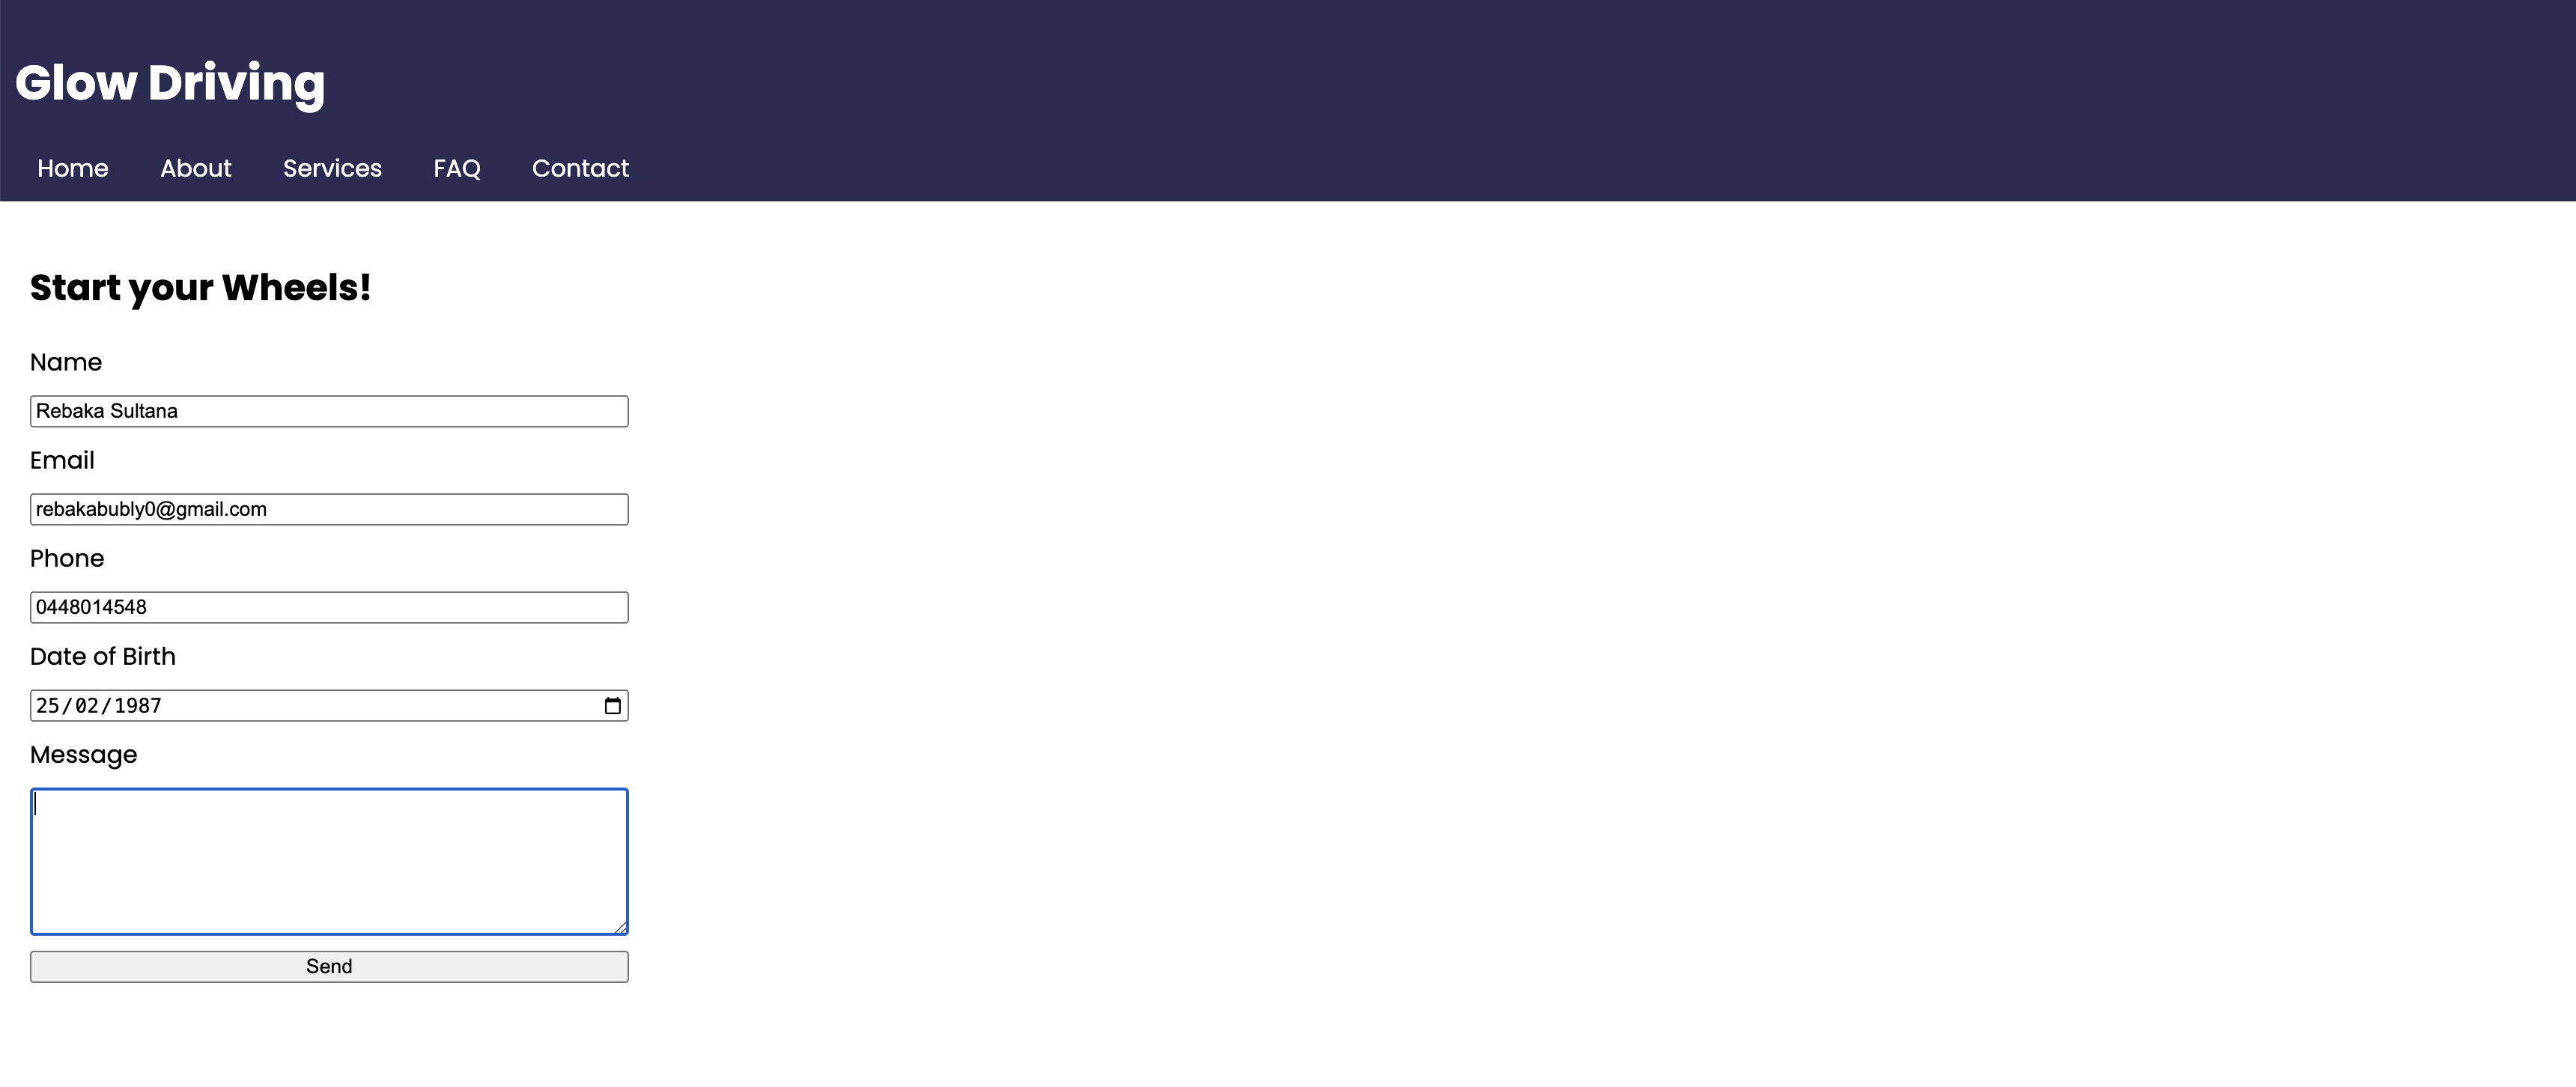 Glow Driving
Home About Services FAQ Contact
Start your Wheels!
Name
Rebaka Sultana
Email
rebakabubly0@gmail.com
Phone
0448014548
Date of Birth
25/02/1987
Message
Send